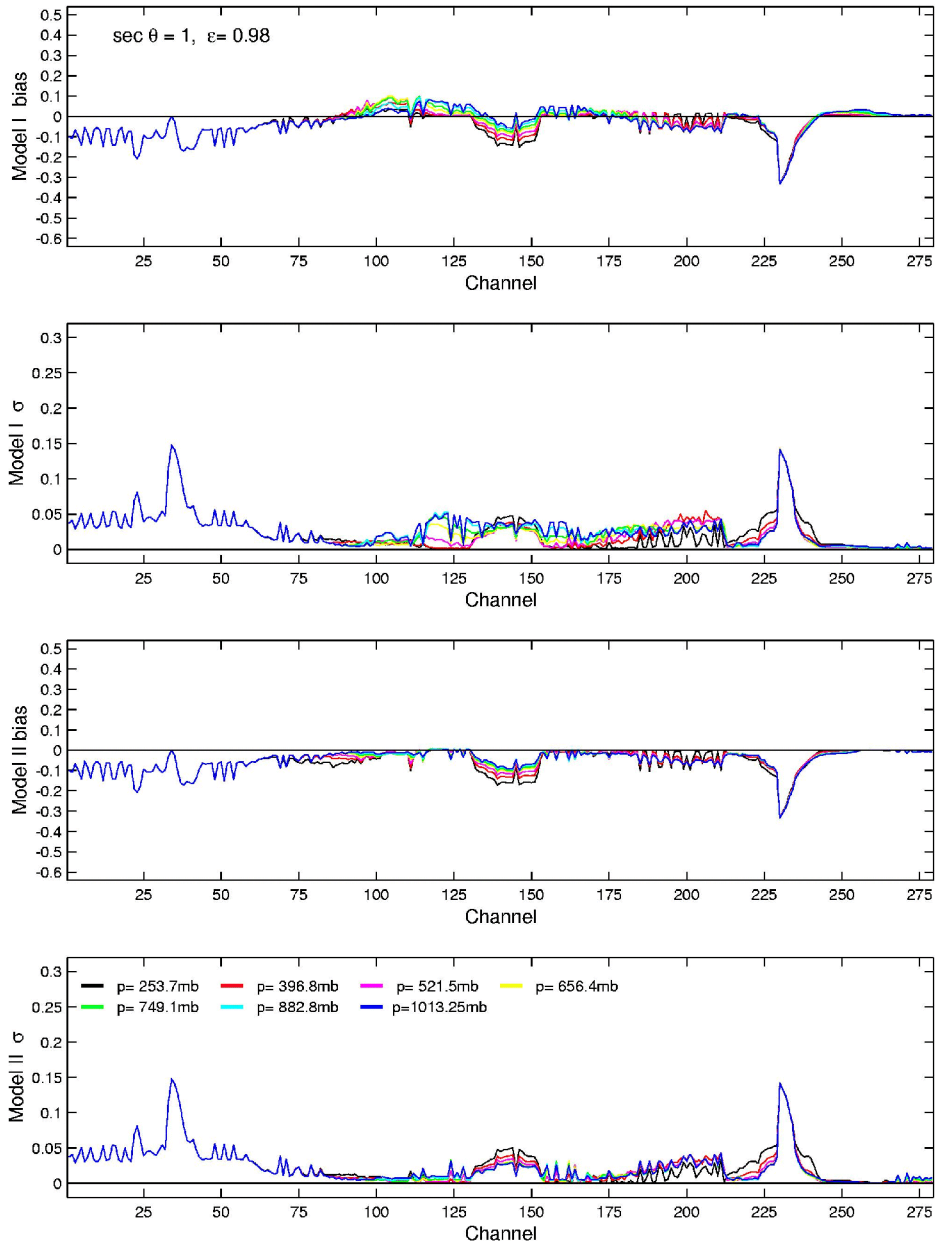 0.5
0.4
0.3
0.2
0.1
0
-0.1
-0.2
-0.3
-0.4
-0.5
-0.6
Model I bias
sec θ = 1, ε= 0.98
25 50 75 100 125 150 175 200 225 250 275
Channel
0.3
0.25
0.2
0.15
0.1
0.05
0
Model I σ
25 50 75 100 125 150 175 200 225 250 275
Channel
0.5
0.4
0.3
0.2
0.1
0
-0.1
-0.2
-0.3
-0.4
-0.5
-0.6
Model II bias
25 50 75 100 125 150 175 200 225 250 275
Channel
0.3
0.25
0.2
0.15
0.1
0.05
0
Model II σ
p= 253.7mb p= 396.8mb p= 521.5mb p= 656.4mb
p= 749.1mb p= 882.8mb p=1013.25mb
25 50 75 100 125 150 175 200 225 250 275
Channel